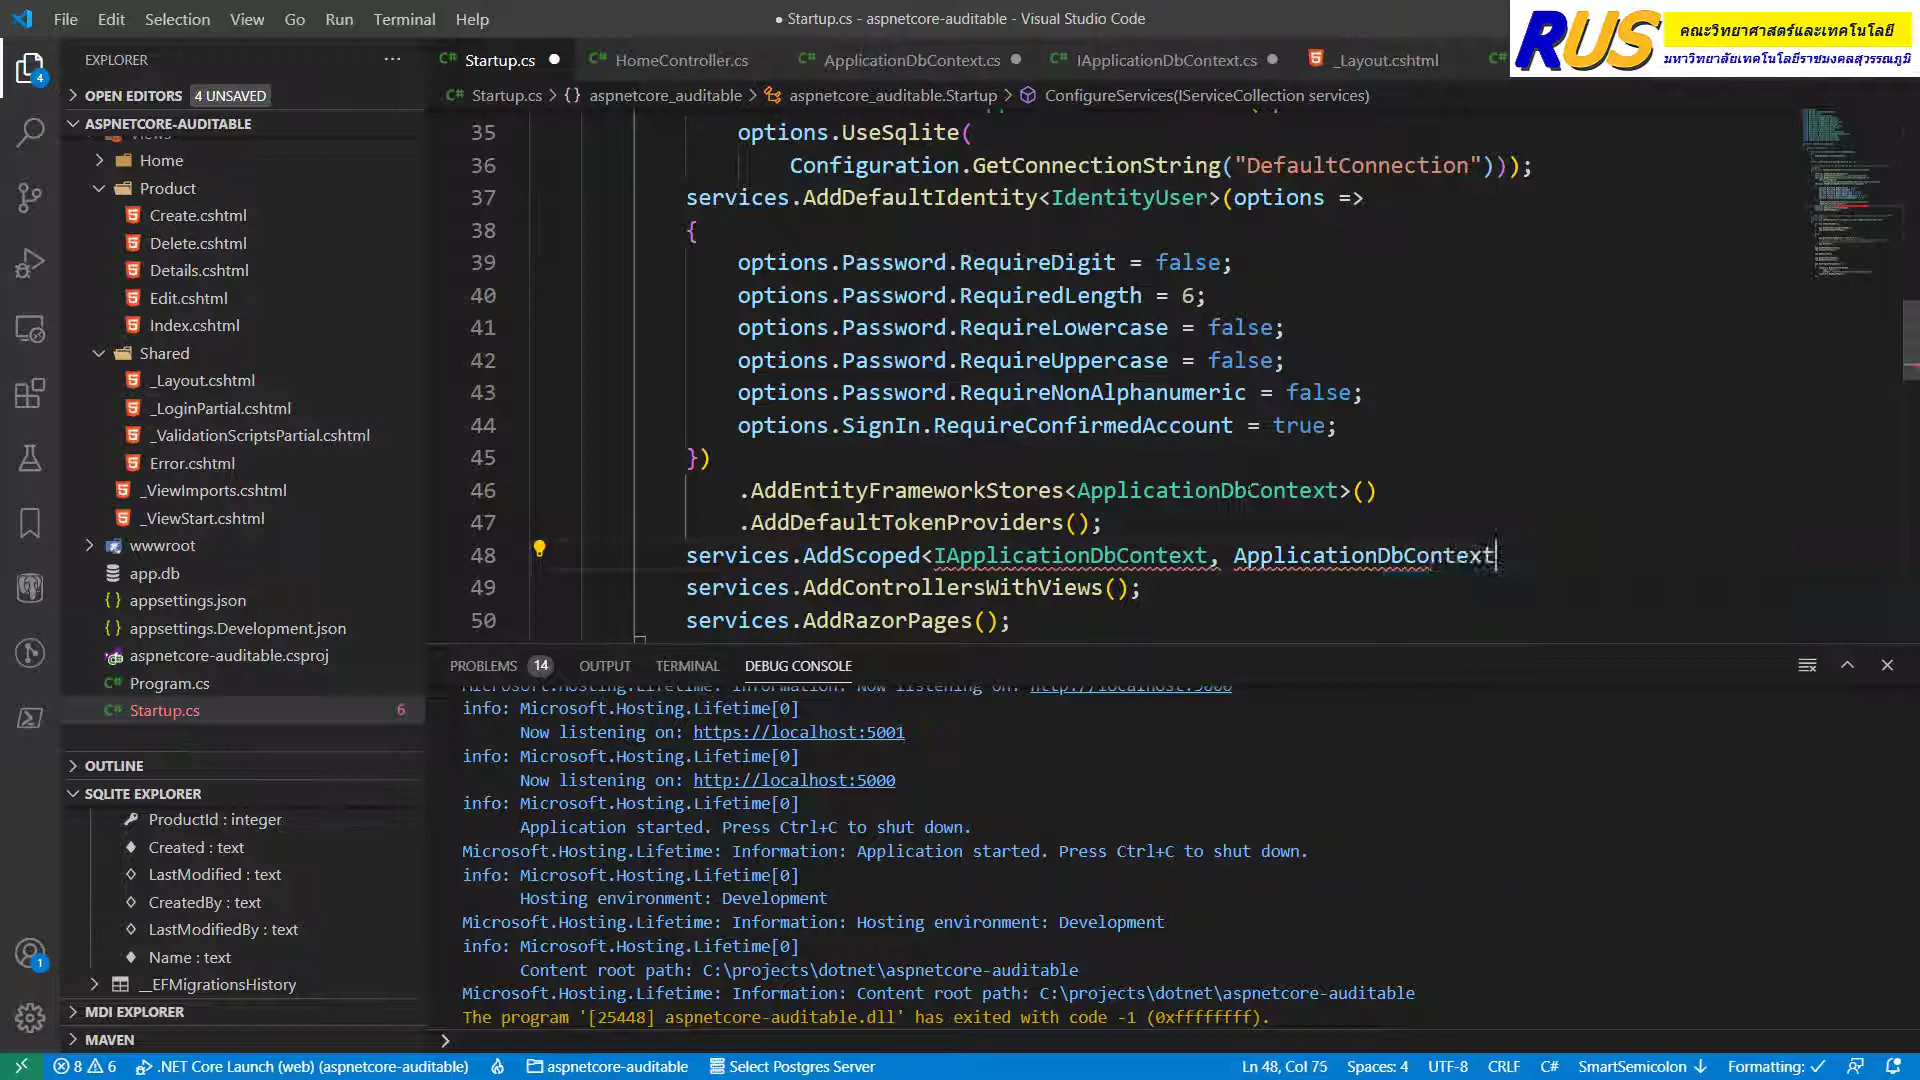 File Edit Selection View Go Run Terminal Help
● Startup.cs - aspnetcore-auditable - Visual Studio Code
RUS
คณะวิทยาศาสตร์และเทคโนโลยี
มหาวิทยาลัยเทคโนโลยีราชมงคลสุวรรณภูมิ
EXPLORER ···
C# Startup.cs ● C# HomeController.cs C# ApplicationDbContext.cs ● C# IApplicationDbContext.cs ● _Layout.cshtml C#
4
OPEN EDITORS 4 UNSAVED
C# Startup.cs > {} aspnetcore_auditable > aspnetcore_auditable.Startup > ConfigureServices(IServiceCollection services)
ASPNETCORE-AUDITABLE
Views
Home
Product
Create.cshtml
Delete.cshtml
Details.cshtml
Edit.cshtml
Index.cshtml
Shared
_Layout.cshtml
_LoginPartial.cshtml
_ValidationScriptsPartial.cshtml
Error.cshtml
_ViewImports.cshtml
_ViewStart.cshtml
wwwroot
app.db
{} appsettings.json
{} appsettings.Development.json
aspnetcore-auditable.csproj
C# Program.cs
C# Startup.cs 6
OUTLINE
SQLITE EXPLORER
ProductId : integer
Created : text
LastModified : text
CreatedBy : text
LastModifiedBy : text
Name : text
__EFMigrationsHistory
MDI EXPLORER
MAVEN
1
35 options.UseSqlite(
36 Configuration.GetConnectionString("DefaultConnection")));
37 services.AddDefaultIdentity<IdentityUser>(options =>
38 {
39 options.Password.RequireDigit = false;
40 options.Password.RequiredLength = 6;
41 options.Password.RequireLowercase = false;
42 options.Password.RequireUppercase = false;
43 options.Password.RequireNonAlphanumeric = false;
44 options.SignIn.RequireConfirmedAccount = true;
45 })
46 .AddEntityFrameworkStores<ApplicationDbContext>()
47 .AddDefaultTokenProviders();
48 services.AddScoped<IApplicationDbContext, ApplicationDbContext
49 services.AddControllersWithViews();
50 services.AddRazorPages();
PROBLEMS 14 OUTPUT TERMINAL DEBUG CONSOLE
Microsoft.Hosting.Lifetime: Information: Now listening on: http://localhost:5000
info: Microsoft.Hosting.Lifetime[0]
Now listening on: https://localhost:5001
info: Microsoft.Hosting.Lifetime[0]
Now listening on: http://localhost:5000
info: Microsoft.Hosting.Lifetime[0]
Application started. Press Ctrl+C to shut down.
Microsoft.Hosting.Lifetime: Information: Application started. Press Ctrl+C to shut down.
info: Microsoft.Hosting.Lifetime[0]
Hosting environment: Development
Microsoft.Hosting.Lifetime: Information: Hosting environment: Development
info: Microsoft.Hosting.Lifetime[0]
Content root path: C:\projects\dotnet\aspnetcore-auditable
Microsoft.Hosting.Lifetime: Information: Content root path: C:\projects\dotnet\aspnetcore-auditable
The program '[25448] aspnetcore-auditable.dll' has exited with code -1 (0xffffffff).
>
8 6 .NET Core Launch (web) (aspnetcore-auditable) aspnetcore-auditable Select Postgres Server Ln 48, Col 75 Spaces: 4 UTF-8 CRLF C# SmartSemicolon ↓ Formatting: ✓